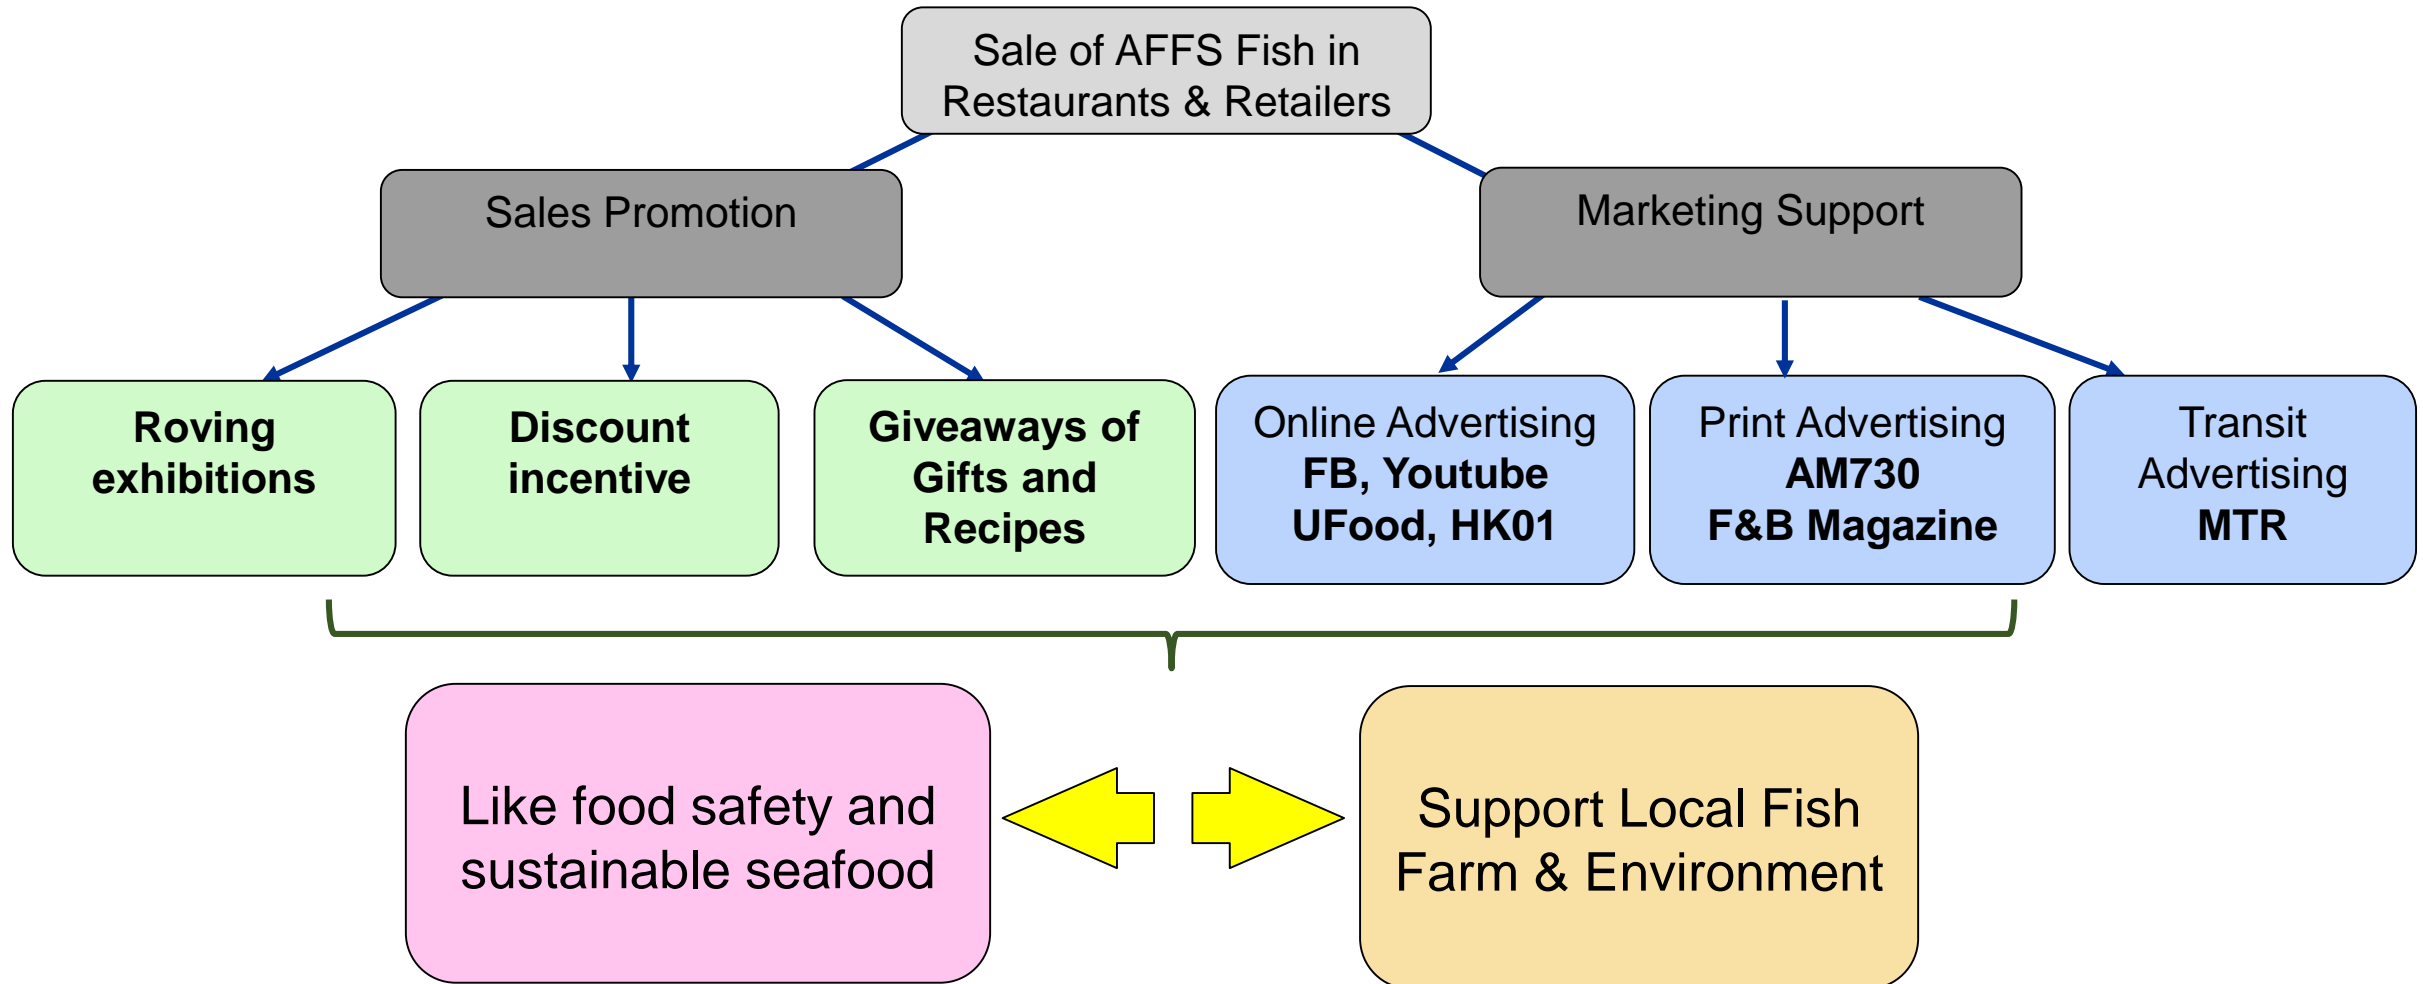 Sale of AFFS Fish in
Restaurants & Retailers
Sales Promotion
Marketing Support
Roving
exhibitions
Discount
incentive
Giveaways of
Gifts and
Recipes
Online Advertising
FB, Youtube
UFood, HK01
Print Advertising
AM730
F&B Magazine
Transit
Advertising
MTR
Like food safety and
sustainable seafood
Support Local Fish
Farm & Environment